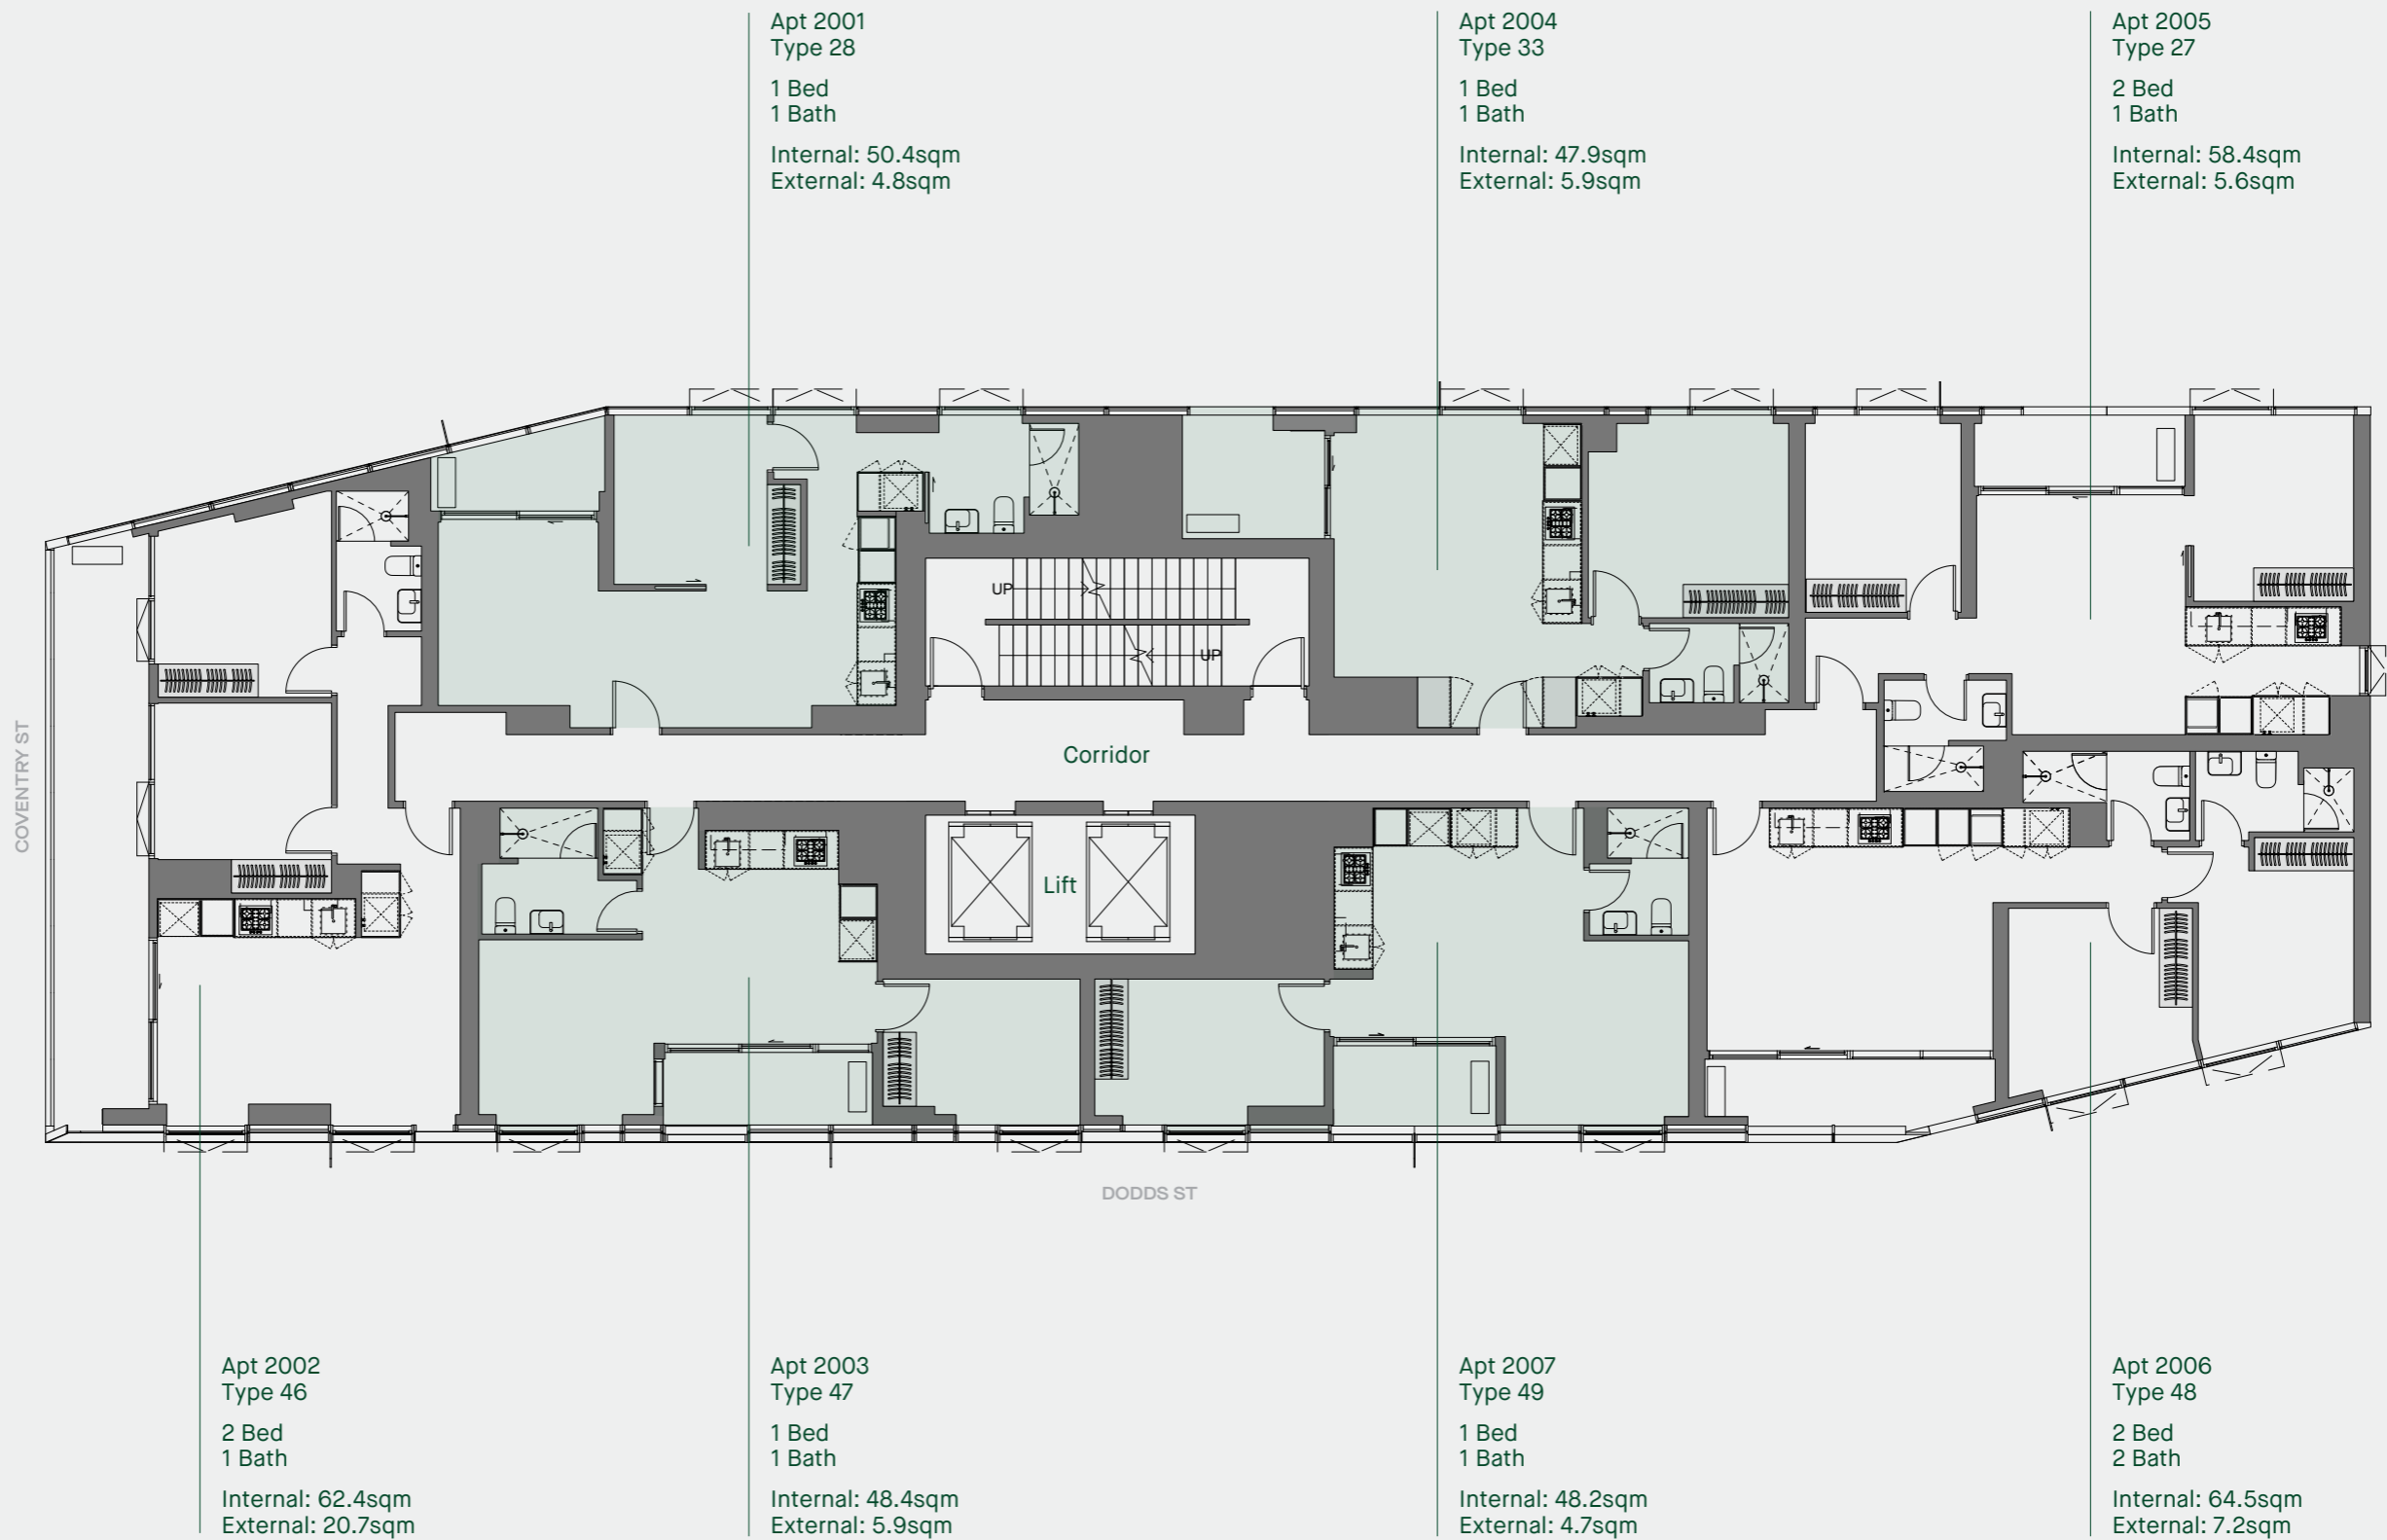 Apt 2001
Type 28
1 Bed
1 Bath
Internal: 50.4sqm
External: 4.8sqm
Apt 2004
Type 33
1 Bed
1 Bath
Internal: 47.9sqm
External: 5.9sqm
Apt 2005
Type 27
2 Bed
1 Bath
Internal: 58.4sqm
External: 5.6sqm
UP
UP
Corridor
COVENTRY ST
Lift
DODDS ST
Apt 2002
Type 46
2 Bed
1 Bath
Internal: 62.4sqm
External: 20.7sqm
Apt 2003
Type 47
1 Bed
1 Bath
Internal: 48.4sqm
External: 5.9sqm
Apt 2007
Type 49
1 Bed
1 Bath
Internal: 48.2sqm
External: 4.7sqm
Apt 2006
Type 48
2 Bed
2 Bath
Internal: 64.5sqm
External: 7.2sqm